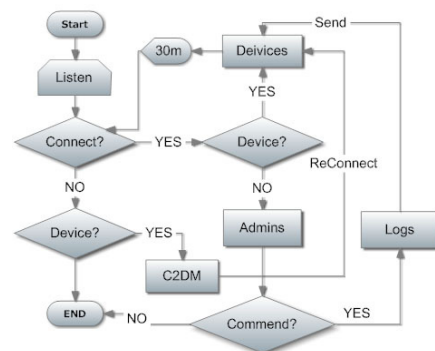 Start
Send
30m
Deivices
Listen
YES
Connect?
YES
Device?
ReConnect
NO
NO
Device?
YES
Admins
Logs
C2DM
END
NO
Commend?
YES